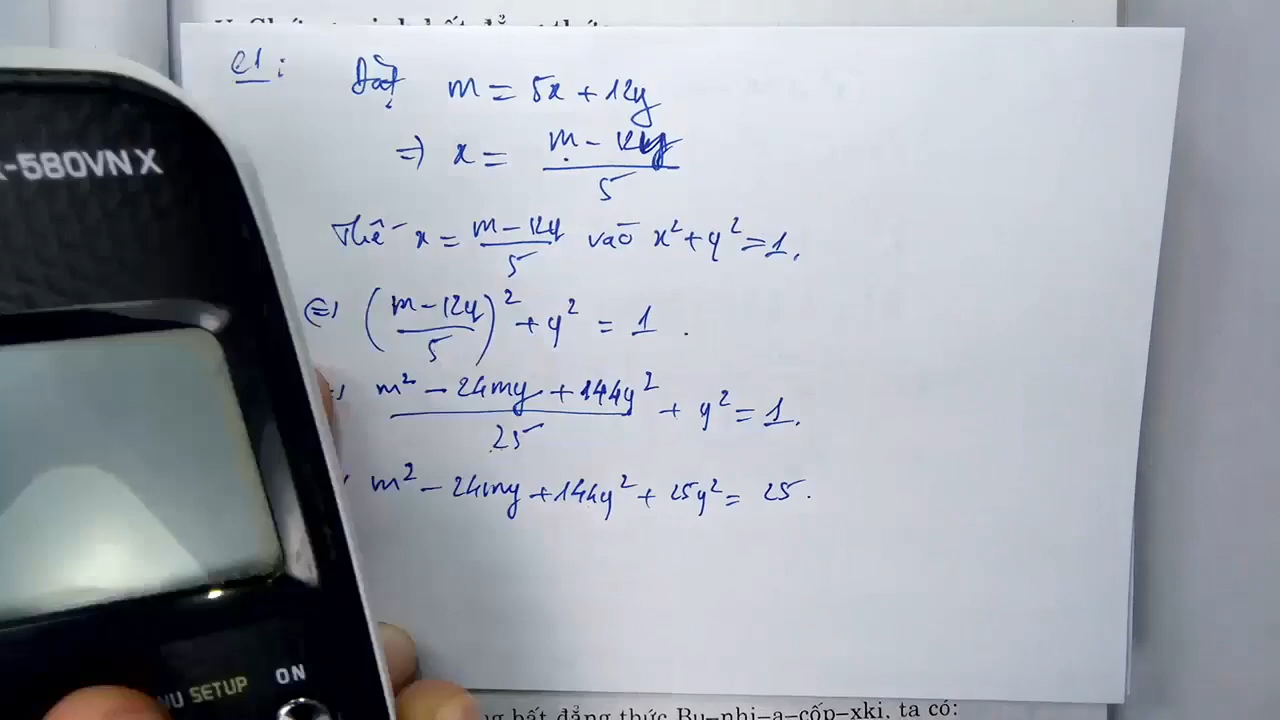 C1: Đặt m = 5x + 12y
=> x = (m - 12y)/5
Thế x = (m - 12y)/5 vào x² + y² = 1.
<=> ((m - 12y)/5)² + y² = 1.
(m² - 24my + 144y²)/25 + y² = 1.
m² - 24my + 144y² + 25y² = 25.
-580VN X
SETUP
ON
bất đẳng thức Bu-nhi-a-cốp-xki, ta có: